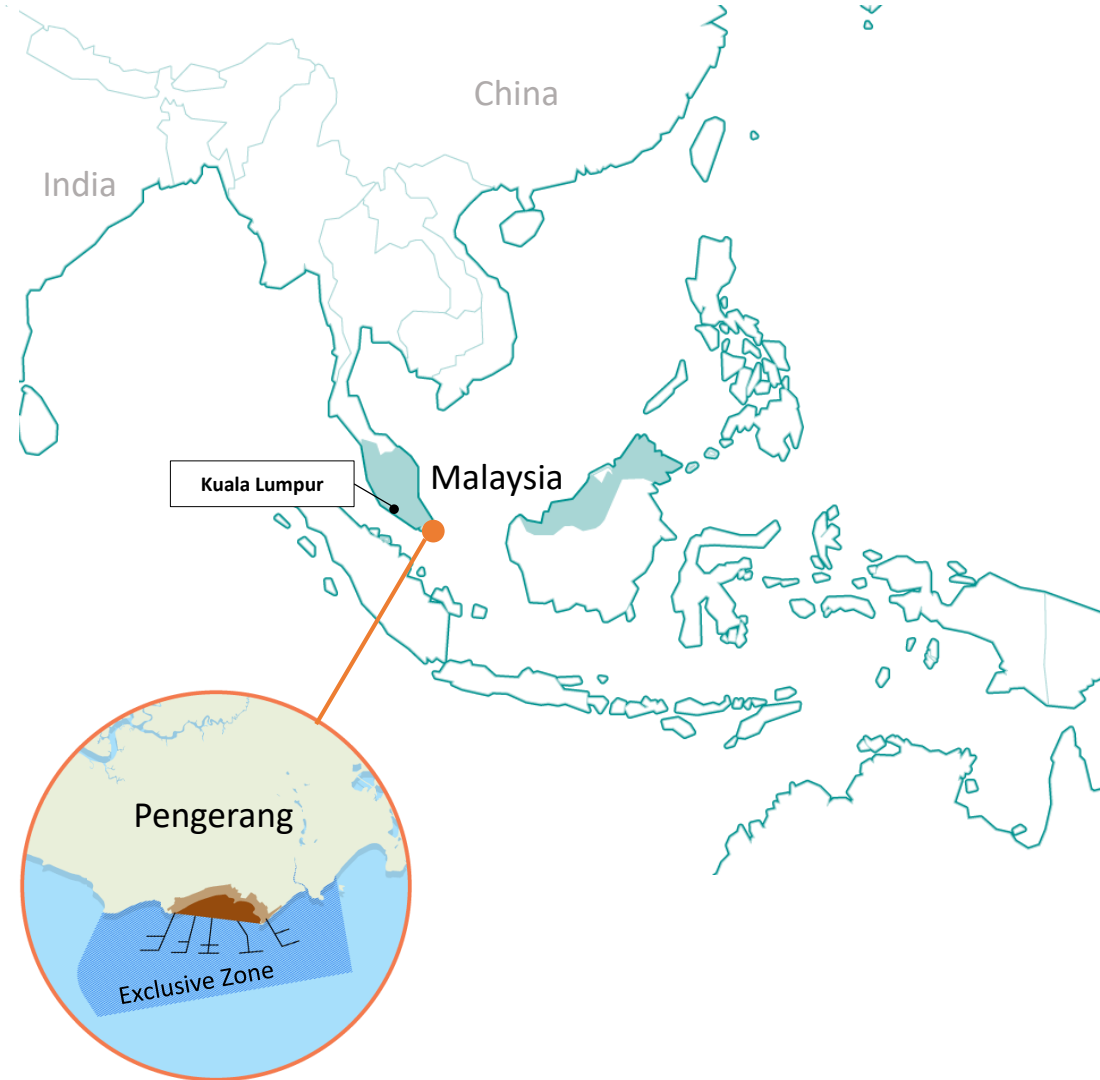 China
India
Malaysia
Kuala Lumpur
Pengerang
Exclusive Zone